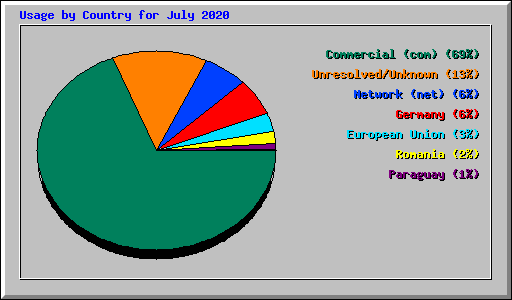 Usage by Country for July 2020
Commercial (com) (69%)
Unresolved/Unknown (13%)
Network (net) (6%)
Germany (6%)
European Union (3%)
Romania (2%)
Paraguay (1%)